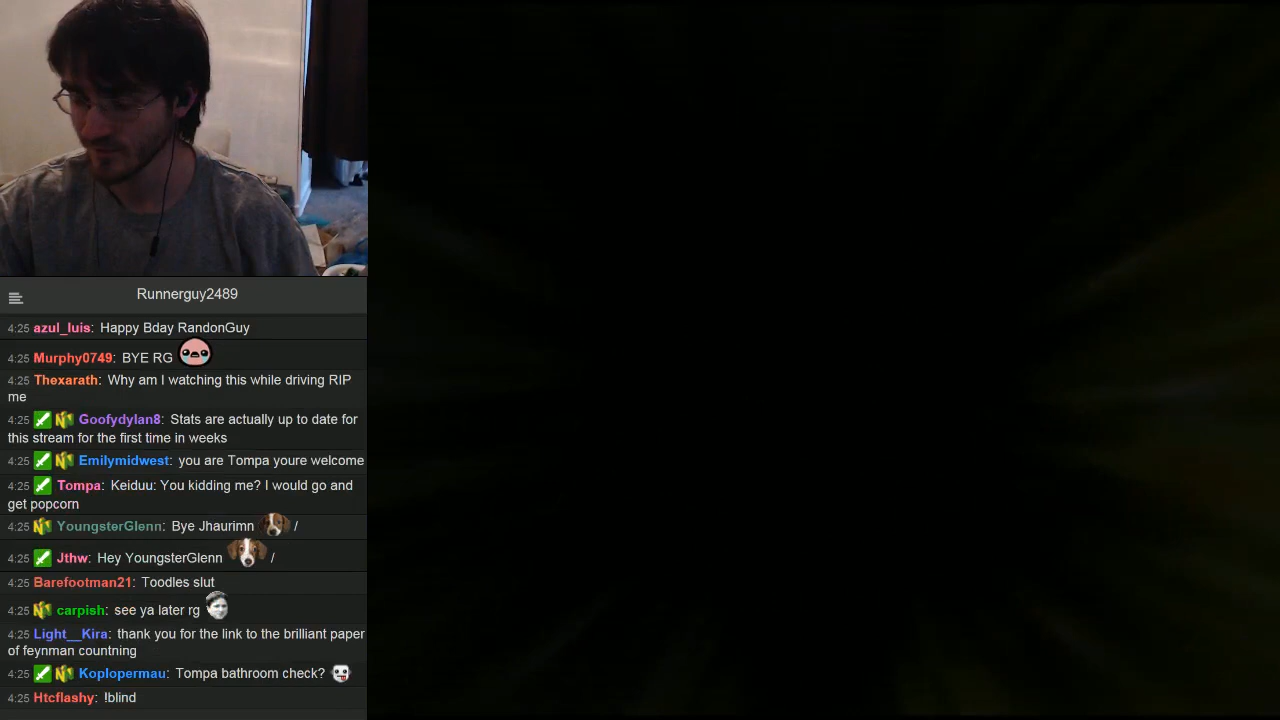 Runnerguy2489
4:25 azul_luis: Happy Bday RandonGuy
4:25 Murphy0749: BYE RG
4:25 Thexarath: Why am I watching this while driving RIP
me
4:25 Goofydylan8: Stats are actually up to date for
this stream for the first time in weeks
4:25 Emilymidwest: you are Tompa youre welcome
4:25 Tompa: Keiduu: You kidding me? I would go and
get popcorn
4:25 YoungsterGlenn: Bye Jhaurimn /
4:25 Jthw: Hey YoungsterGlenn /
4:25 Barefootman21: Toodles slut
4:25 carpish: see ya later rg
4:25 Light__Kira: thank you for the link to the brilliant paper
of feynman countning
4:25 Koplopermau: Tompa bathroom check?
4:25 Htcflashy: !blind